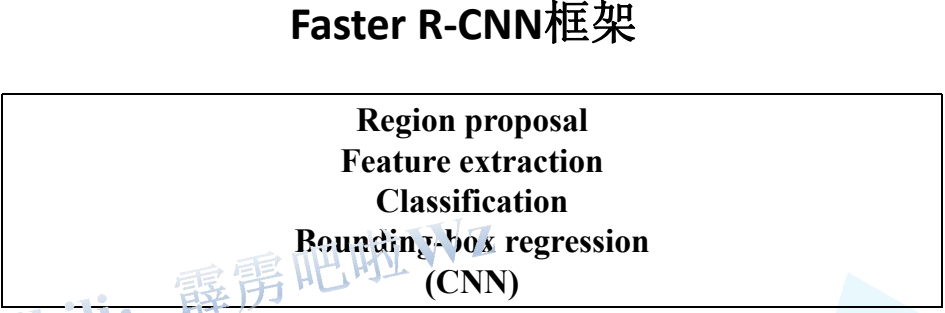 Faster R-CNN框架
Region proposal
Feature extraction
Classification
Bounding-box regression
(CNN)
霹雳吧啦Wz